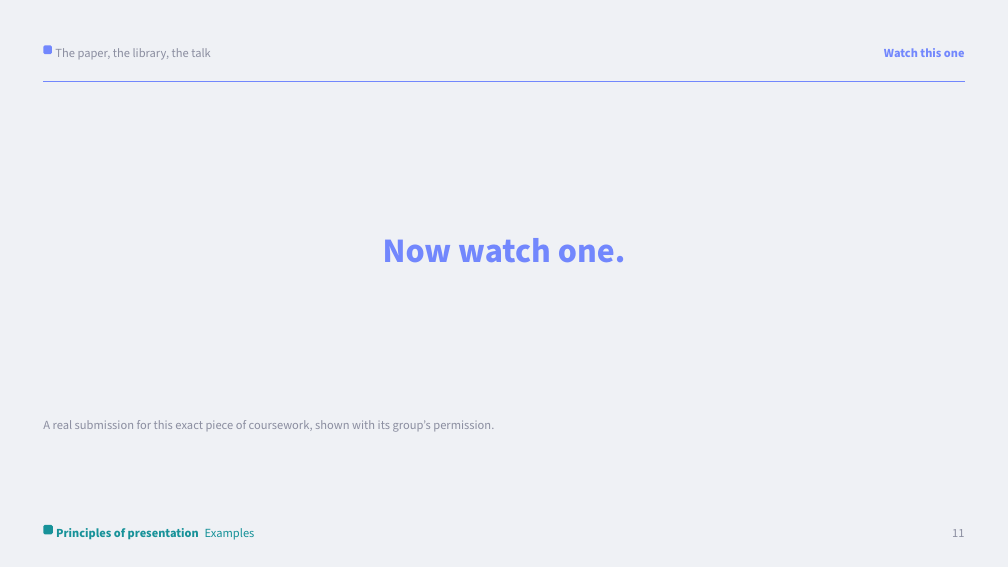 The paper, the library, the talk
Watch this one
Now watch one.
A real submission for this exact piece of coursework, shown with its group’s permission.
Principles of presentation Examples
11